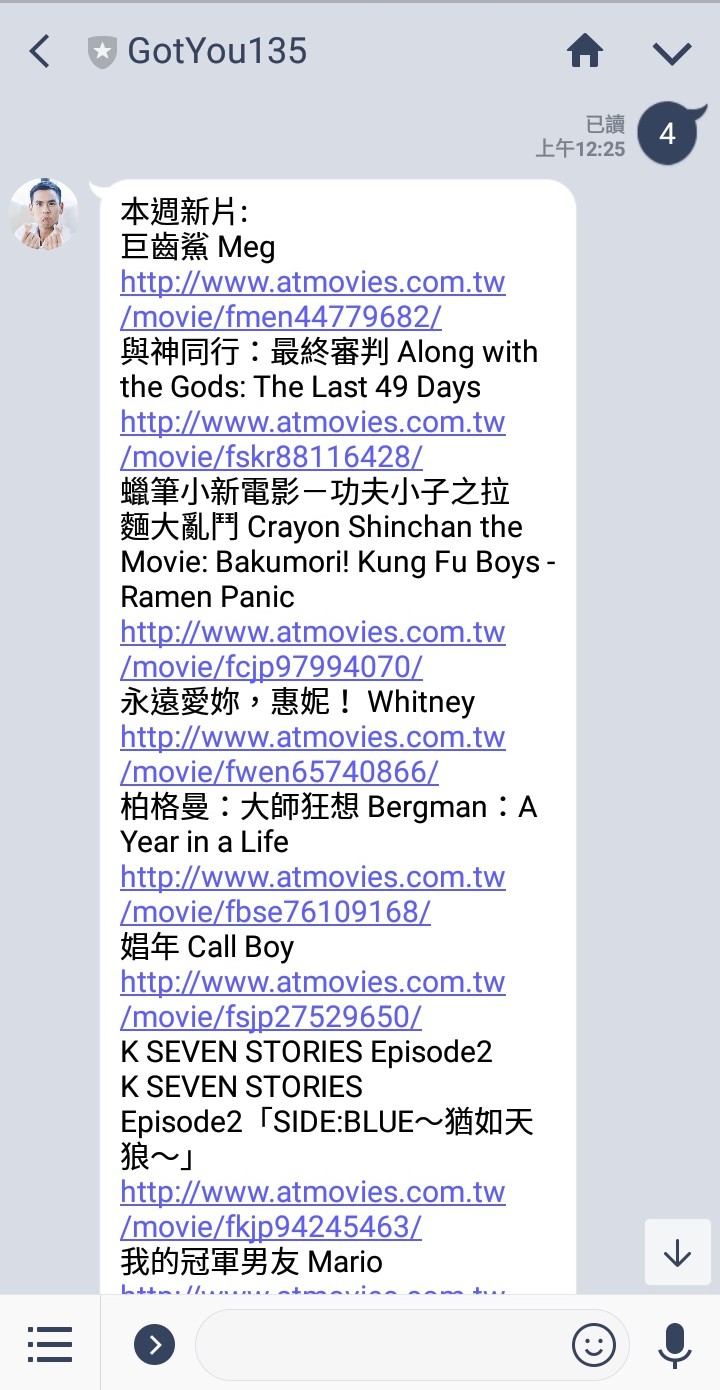 GotYou135
已讀
上午12:25
4
本週新片:
巨齒鯊 Meg
http://www.atmovies.com.tw
/movie/fmen44779682/
與神同行：最終審判 Along with
the Gods: The Last 49 Days
http://www.atmovies.com.tw
/movie/fskr88116428/
蠟筆小新電影－功夫小子之拉
麵大亂鬥 Crayon Shinchan the
Movie: Bakumori! Kung Fu Boys -
Ramen Panic
http://www.atmovies.com.tw
/movie/fcjp97994070/
永遠愛妳，惠妮！ Whitney
http://www.atmovies.com.tw
/movie/fwen65740866/
柏格曼：大師狂想 Bergman：A
Year in a Life
http://www.atmovies.com.tw
/movie/fbse76109168/
娼年 Call Boy
http://www.atmovies.com.tw
/movie/fsjp27529650/
K SEVEN STORIES Episode2
K SEVEN STORIES
Episode2「SIDE:BLUE～猶如天
狼～」
http://www.atmovies.com.tw
/movie/fkjp94245463/
我的冠軍男友 Mario